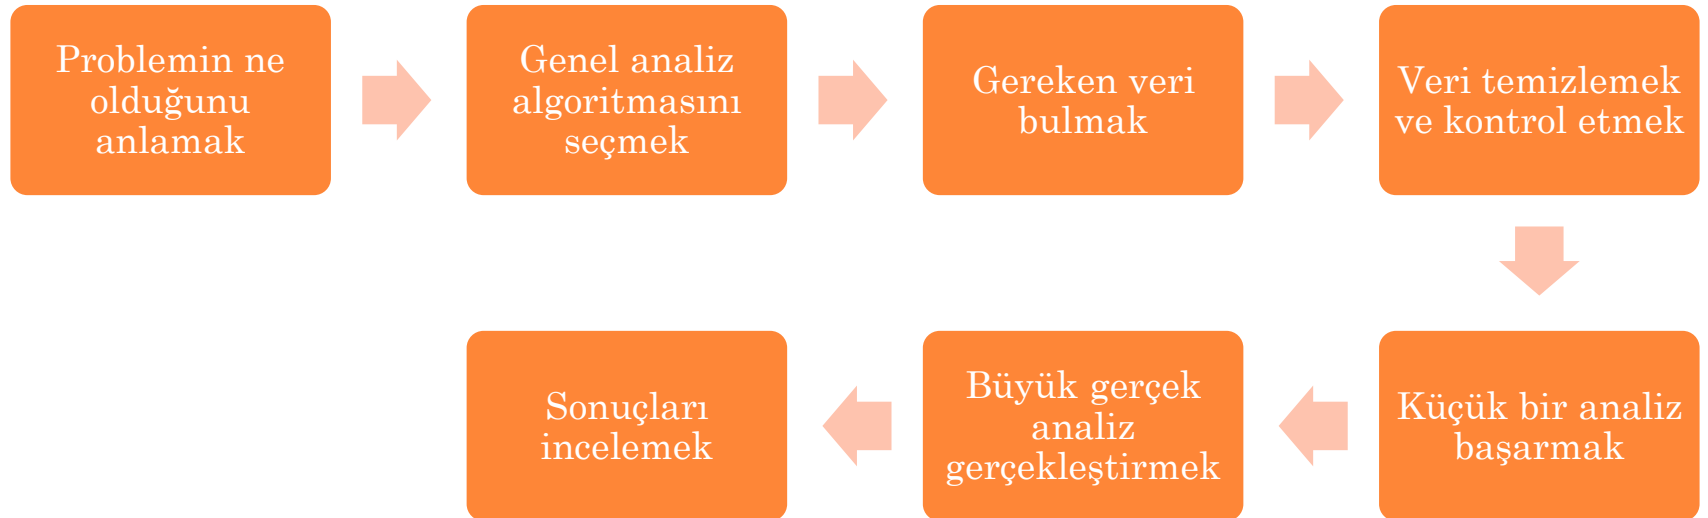 Problemin ne
olduğunu
anlamak
Genel analiz
algoritmasını
seçmek
Gereken veri
bulmak
Veri temizlemek
ve kontrol etmek
Küçük bir analiz
başarmak
Büyük gerçek
analiz
gerçekleştirmek
Sonuçları
incelemek